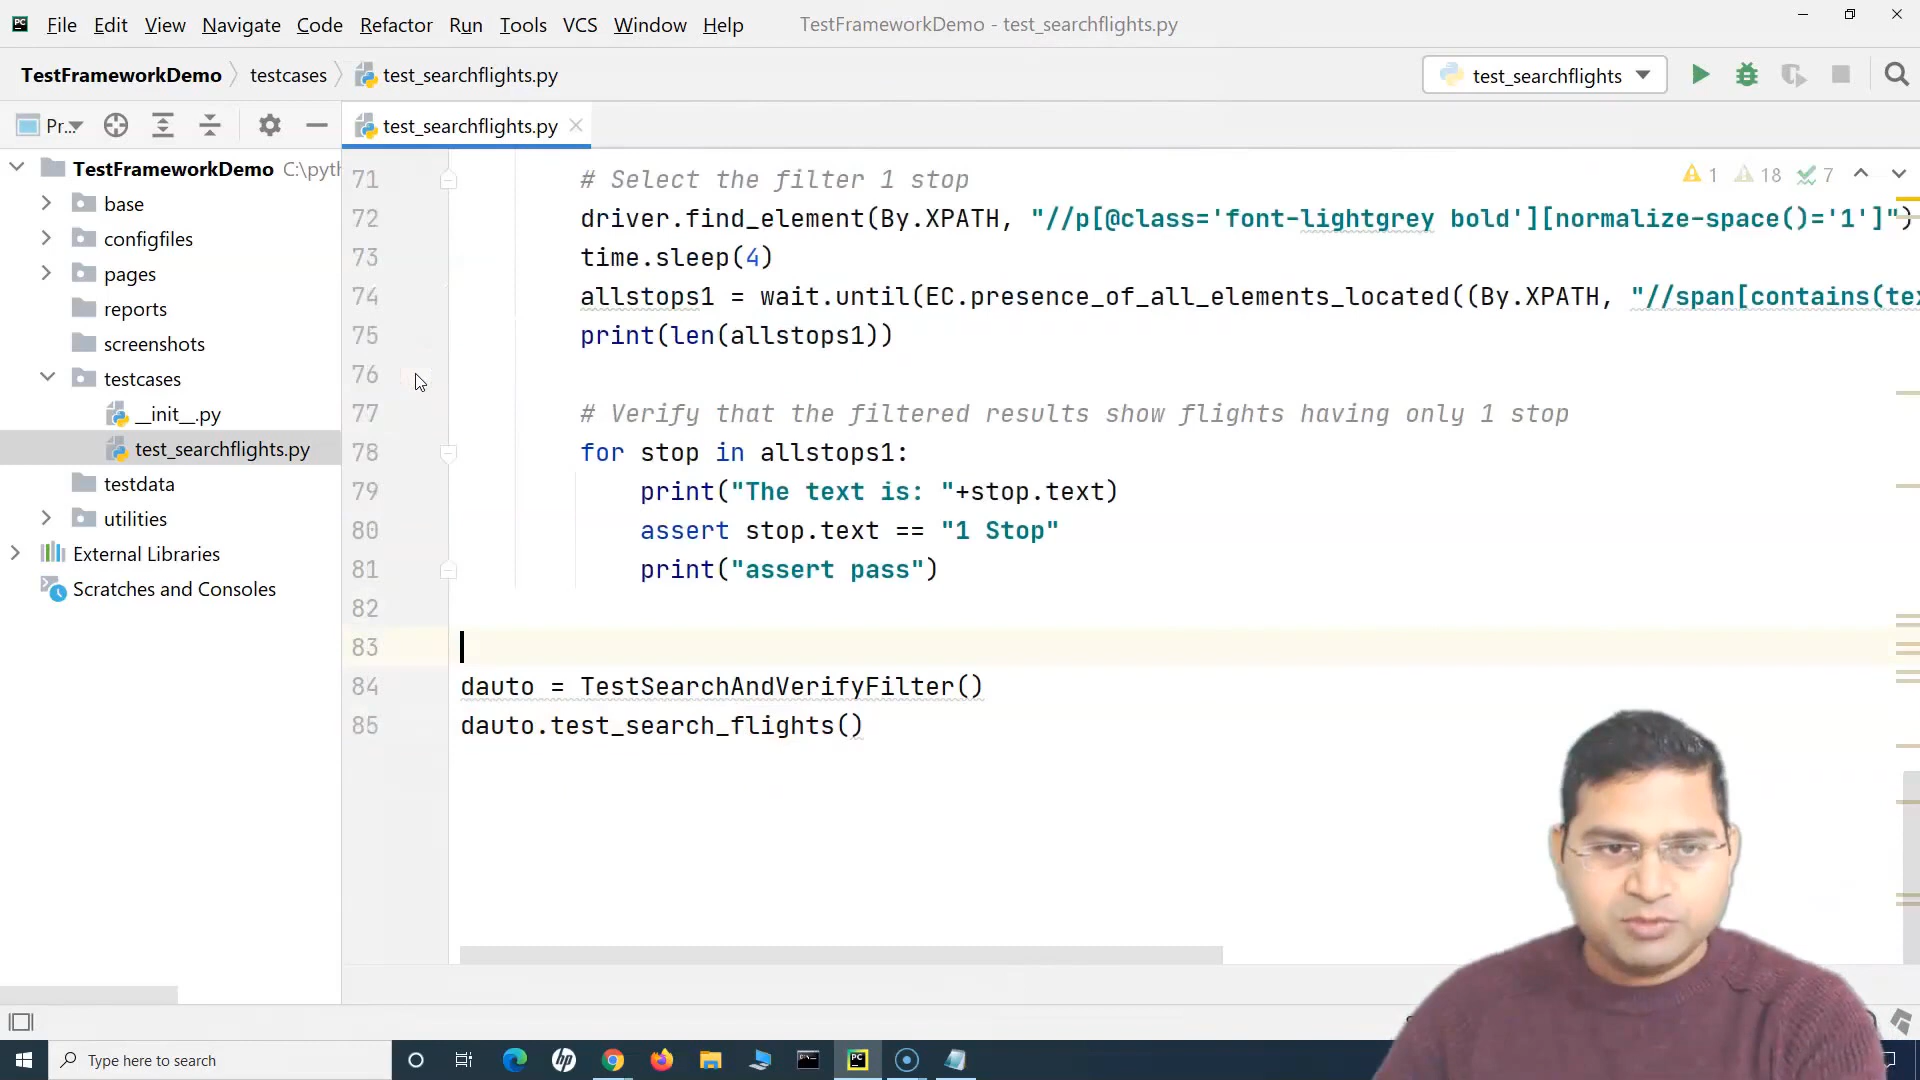 File Edit View Navigate Code Refactor Run Tools VCS Window Help TestFrameworkDemo - test_searchflights.py
TestFrameworkDemo testcases test_searchflights.py test_searchflights
Pr... test_searchflights.py
TestFrameworkDemo C:\pyth
base
configfiles
pages
reports
screenshots
testcases
__init__.py
test_searchflights.py
testdata
utilities
External Libraries
Scratches and Consoles
1 18 7
71 # Select the filter 1 stop
72 driver.find_element(By.XPATH, "//p[@class='font-lightgrey bold'][normalize-space()='1']")
73 time.sleep(4)
74 allstops1 = wait.until(EC.presence_of_all_elements_located((By.XPATH, "//span[contains(te
75 print(len(allstops1))
76
77 # Verify that the filtered results show flights having only 1 stop
78 for stop in allstops1:
79 print("The text is: "+stop.text)
80 assert stop.text == "1 Stop"
81 print("assert pass")
82
83
84 dauto = TestSearchAndVerifyFilter()
85 dauto.test_search_flights()
Type here to search